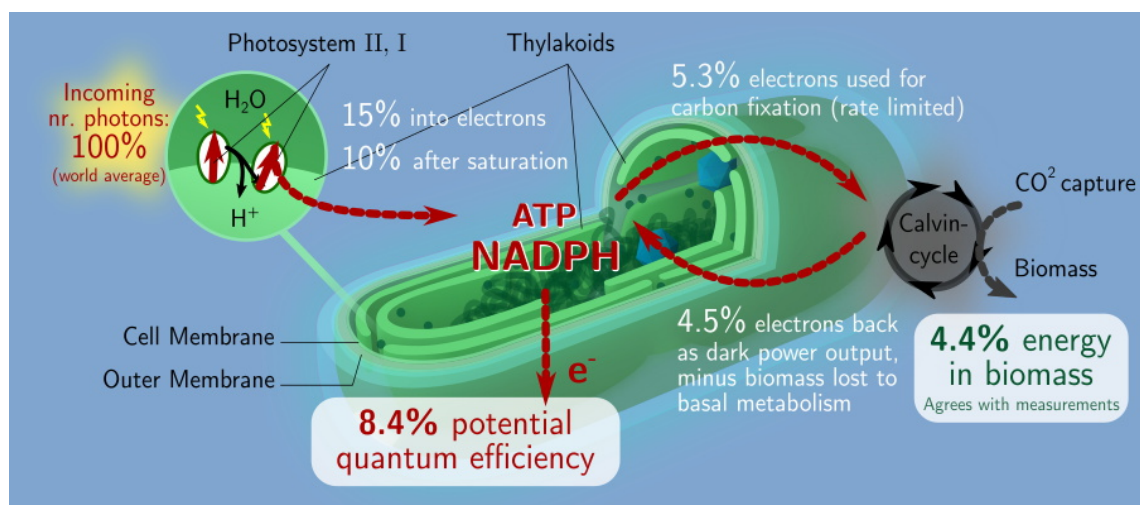 Photosystem II, I
Thylakoids
Incoming
nr. photons:
100%
(world average)
H₂O
H⁺
15% into electrons
10% after saturation
5.3% electrons used for
carbon fixation (rate limited)
ATP
NADPH
Calvin-
cycle
CO² capture
Biomass
Cell Membrane
Outer Membrane
e⁻
4.5% electrons back
as dark power output,
minus biomass lost to
basal metabolism
4.4% energy
in biomass
Agrees with measurements
8.4% potential
quantum efficiency